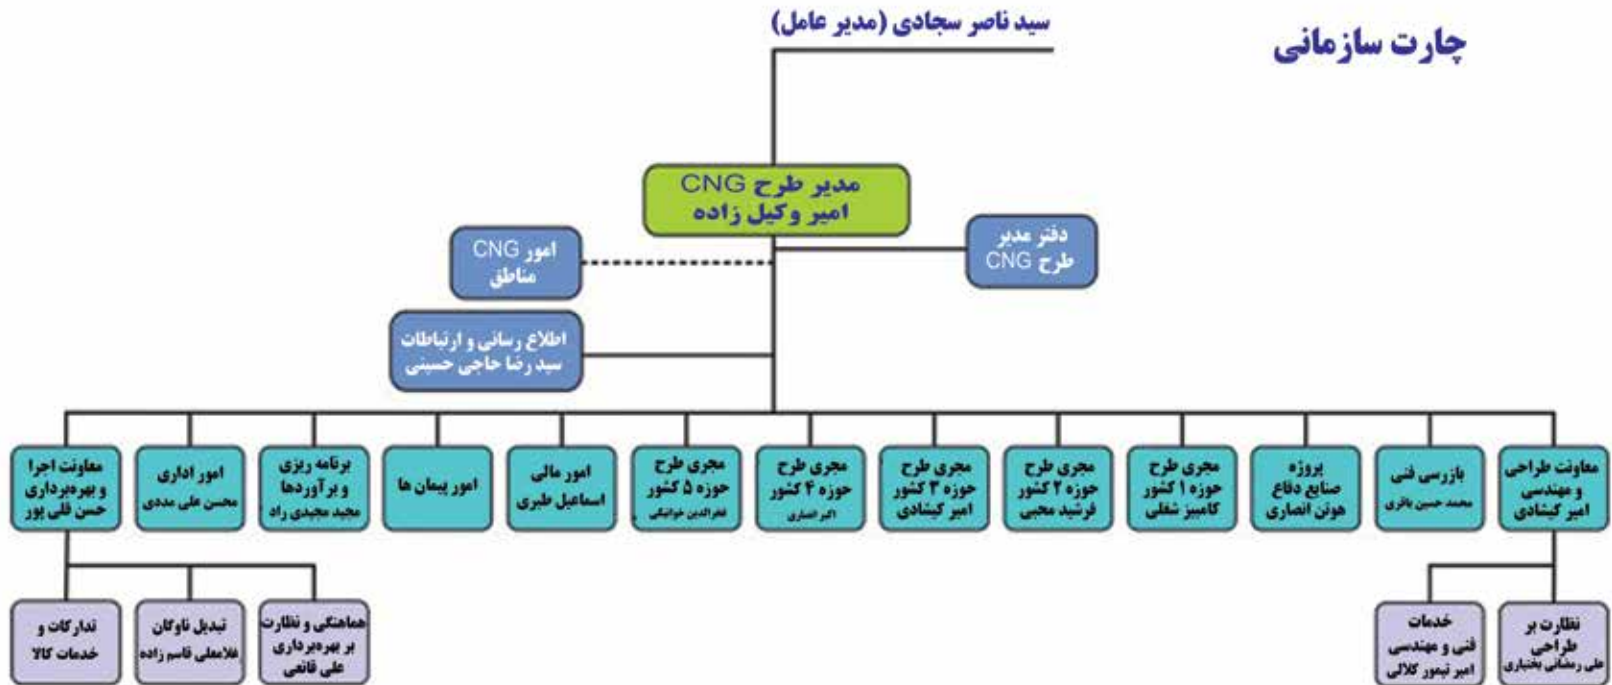 چارت سازمانی
سید ناصر سجادی (مدیر عامل)
مدیر طرح CNG
امیر وکیل زاده
دفتر مدیر
طرح CNG
امور CNG
مناطق
اطلاع رسانی و ارتباطات
سید رضا حاجی حسینی
معاونت طراحی
و مهندسی
امیر کیشادی
بازرسی فنی
محمد حسین باقری
پروژه
صنایع دفاع
هوتن انصاری
مجری طرح
حوزه ۱ کشور
کامبیز شغلی
مجری طرح
حوزه ۲ کشور
فرشید محبی
مجری طرح
حوزه ۳ کشور
امیر کیشادی
مجری طرح
حوزه ۴ کشور
اکبر انصاری
مجری طرح
حوزه ۵ کشور
فخرالدین
امور مالی
اسماعیل طبری
امور پیمان ها
برنامه ریزی
و برآوردها
مجید مجیدی راد
امور اداری
محسن علی مددی
معاونت اجرا
و بهره‌برداری
حسن قلی پور
نظارت بر
طراحی
علی رمضانی بختیاری
خدمات
فنی و مهندسی
امیر تیمور کلالی
هماهنگی و نظارت
بر بهره‌برداری
علی قانعی
تبدیل ناوگان
غلامعلی قاسم زاده
تدارکات و
خدمات کالا